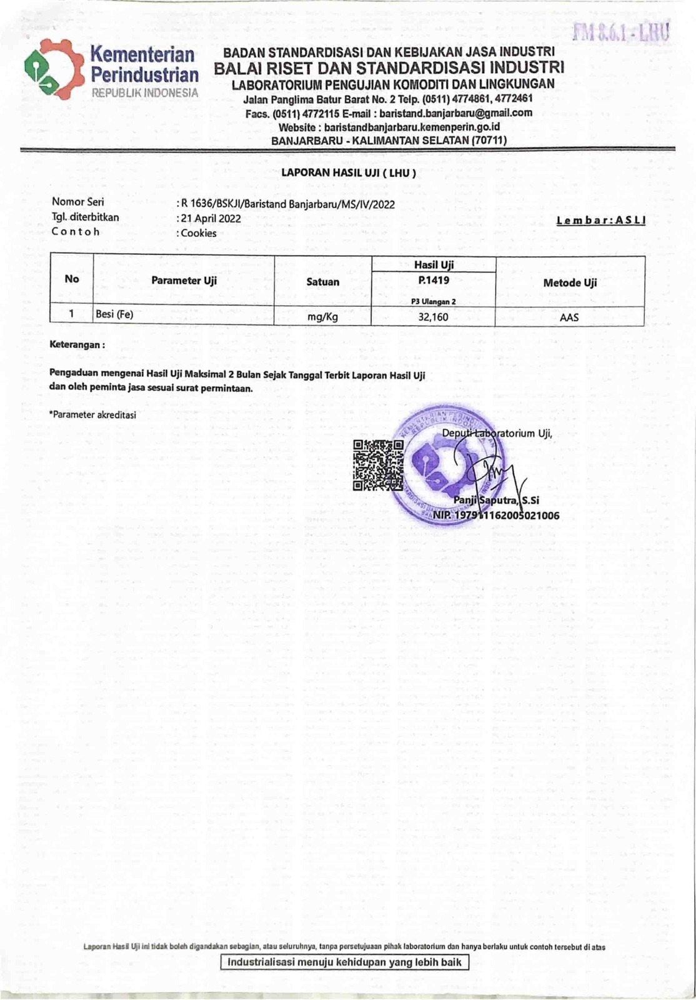 FM 8.6.1 - LHU
Kementerian
Perindustrian
REPUBLIK INDONESIA
BADAN STANDARDISASI DAN KEBIJAKAN JASA INDUSTRI
BALAI RISET DAN STANDARDISASI INDUSTRI
LABORATORIUM PENGUJIAN KOMODITI DAN LINGKUNGAN
Jalan Panglima Batur Barat No. 2 Telp. (0511) 4774861, 4772461
Facs. (0511) 4772115 E-mail : baristand.banjarbaru@gmail.com
Website : baristandbanjarbaru.kemenperin.go.id
BANJARBARU - KALIMANTAN SELATAN (70711)
LAPORAN HASIL UJI ( LHU )
Nomor Seri : R 1636/BSKJI/Baristand Banjarbaru/MS/IV/2022
Tgl. diterbitkan : 21 April 2022
Lembar: ASLI
Contoh : Cookies
No Parameter Uji Satuan Hasil Uji Metode Uji
P.1419
P3 Ulangan 2
1 Besi (Fe) mg/Kg 32,160 AAS
Keterangan :
Pengaduan mengenai Hasil Uji Maksimal 2 Bulan Sejak Tanggal Terbit Laporan Hasil Uji
dan oleh peminta jasa sesuai surat permintaan.
*Parameter akreditasi
Deputi Laboratorium Uji,
Panji Saputra, S.Si
NIP. 197911162005021006
Laporan Hasil Uji ini tidak boleh digandakan sebagian, atau seluruhnya, tanpa persetujuaan pihak laboratorium dan hanya berlaku untuk contoh tersebut di atas
Industrialisasi menuju kehidupan yang lebih baik